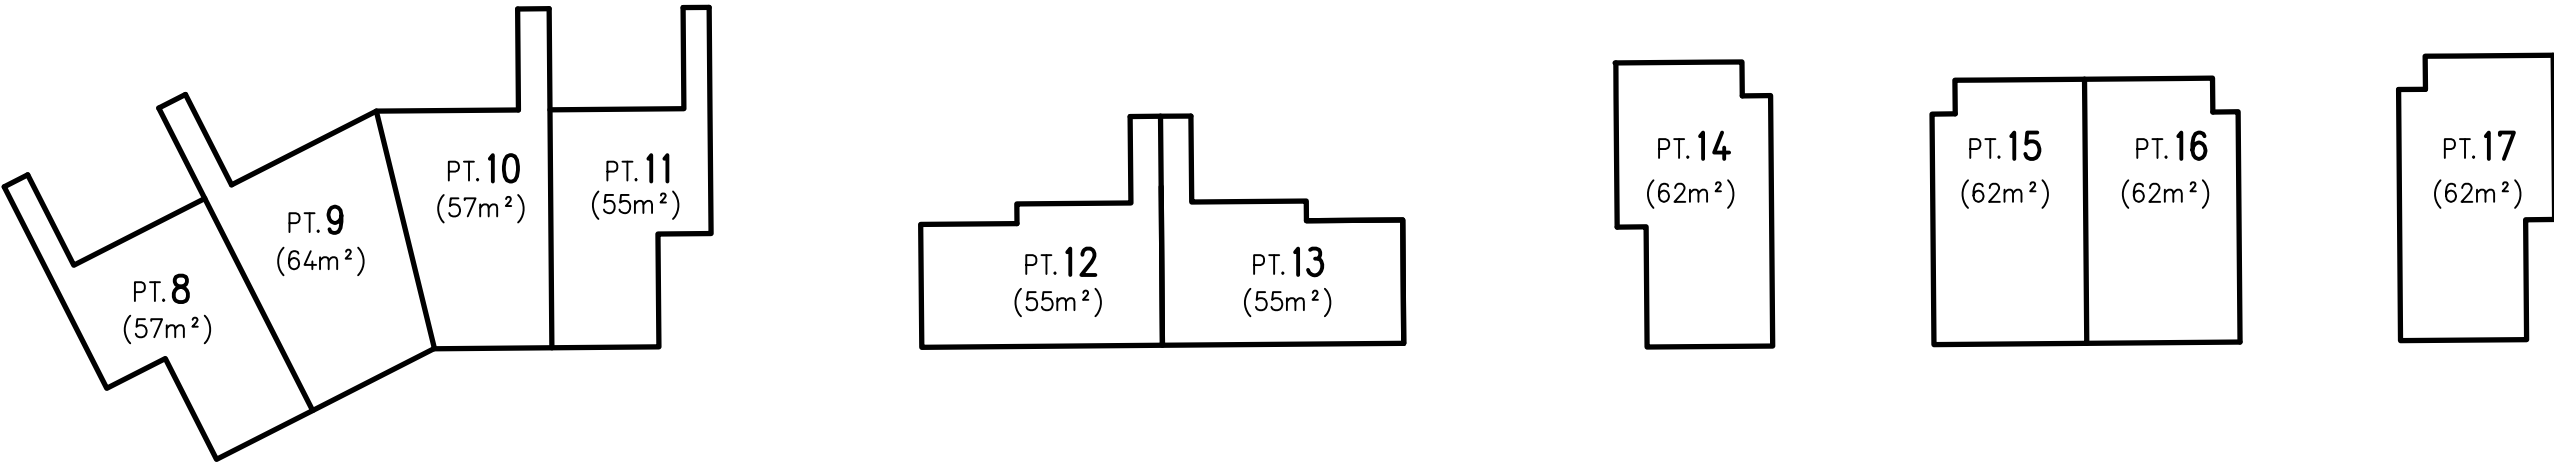 PT.8
(57m²)
PT.9
(64m²)
PT.10
(57m²)
PT.11
(55m²)
PT.12
(55m²)
PT.13
(55m²)
PT.14
(62m²)
PT.15
(62m²)
PT.16
(62m²)
PT.17
(62m²)